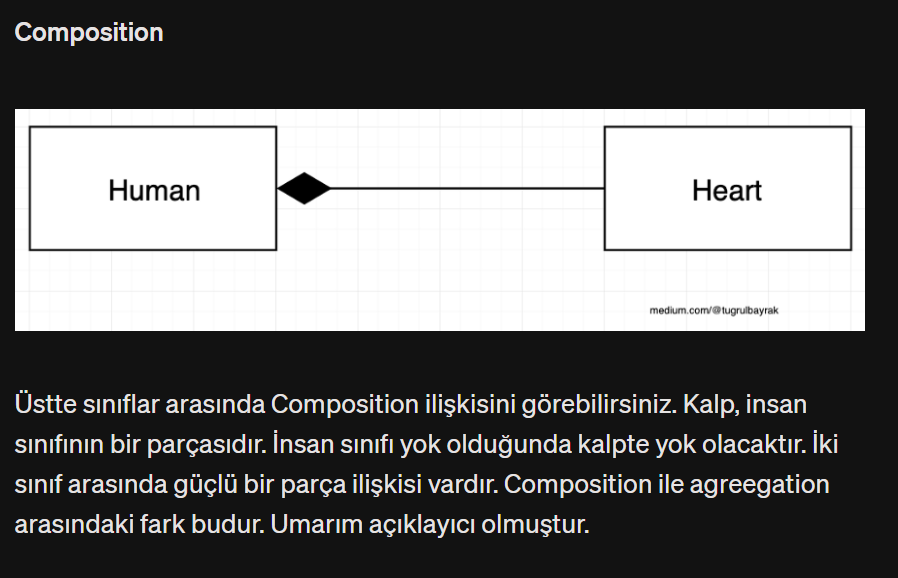 Composition
Human
Heart
medium.com/@tugrulbayrak
Üstte sınıflar arasında Composition ilişkisini görebilirsiniz. Kalp, insan
sınıfının bir parçasıdır. İnsan sınıfı yok olduğunda kalpte yok olacaktır. İki
sınıf arasında güçlü bir parça ilişkisi vardır. Composition ile agreegation
arasındaki fark budur. Umarım açıklayıcı olmuştur.